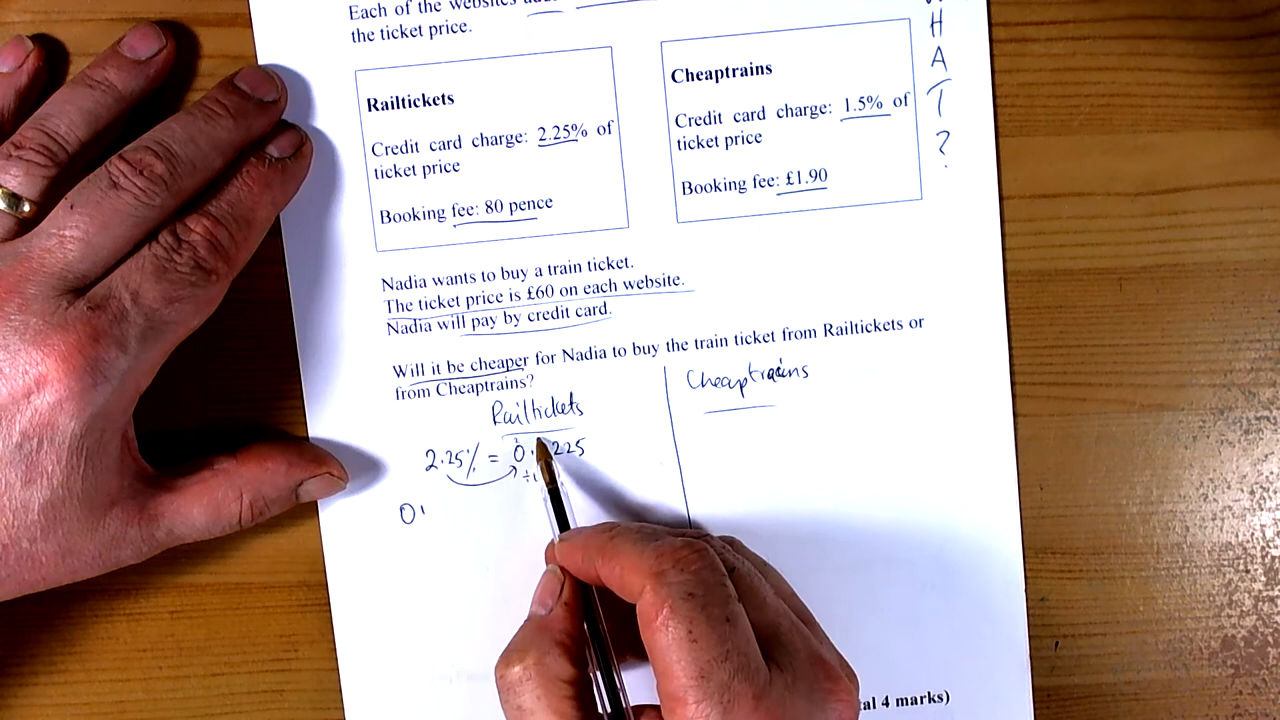 Each of the websites
the ticket price.
Railtickets
Credit card charge: 2.25% of
ticket price
Booking fee: 80 pence
Cheaptrains
Credit card charge: 1.5% of
ticket price
Booking fee: £1.90
H
A
T
?
Nadia wants to buy a train ticket.
The ticket price is £60 on each website.
Nadia will pay by credit card.
Will it be cheaper for Nadia to buy the train ticket from Railtickets or
from Cheaptrains?
Railtickets
2.25% = 0. 225
÷
0.
Cheaptrains
4 marks)